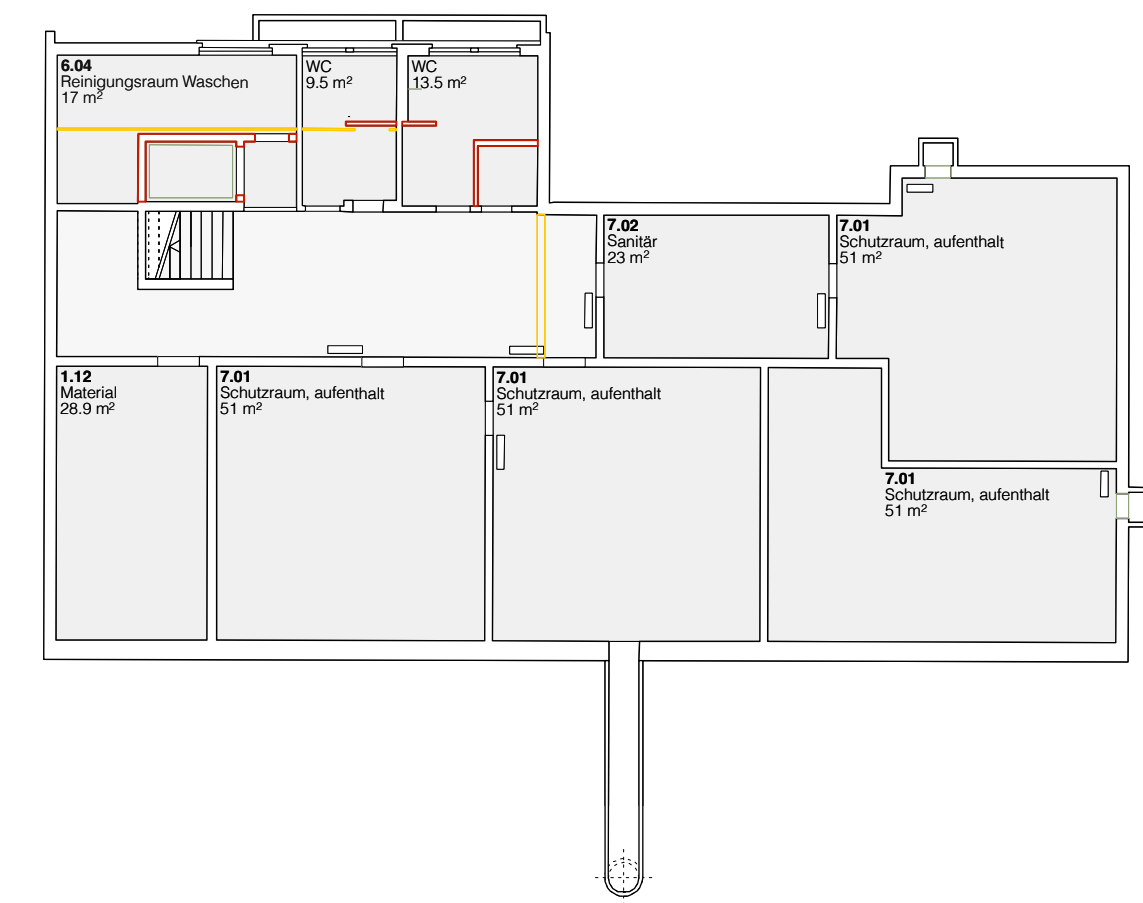 6.04
Reinigungsraum Waschen
17 m²
WC
9.5 m²
WC
13.5 m²
7.02
Sanitär
23 m²
7.01
Schutzraum, aufenthalt
51 m²
1.12
Material
28.9 m²
7.01
Schutzraum, aufenthalt
51 m²
7.01
Schutzraum, aufenthalt
51 m²
7.01
Schutzraum, aufenthalt
51 m²